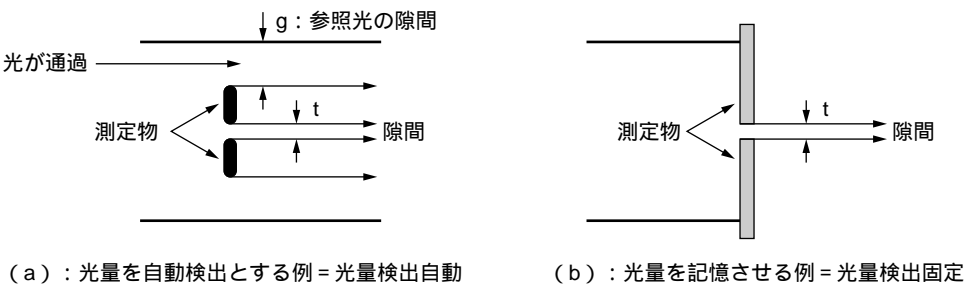 g：参照光の隙間
光が通過
t
測定物
隙間
（a）：光量を自動検出とする例＝光量検出自動
t
測定物
隙間
（b）：光量を記憶させる例＝光量検出固定